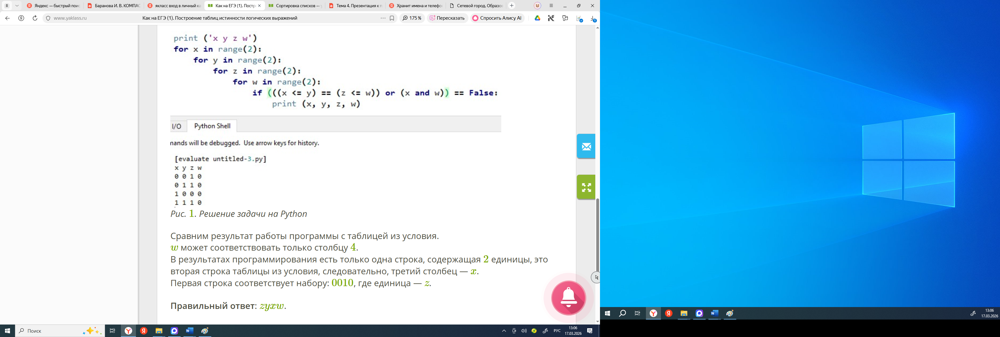 8
Яндекс — быстрый поис
Баранова И. В. КОМПАС
якласс вход в личный ка
Как на ЕГЭ (1). Постро
Сортировка списков — у
Тема 4. Презентация к п
Хранит имена и телефон
Сетевой город. Образов
www.yaklass.ru
Как на ЕГЭ (1). Построение таблиц истинности логических выражений
175 %
Пересказать
Спросить Алису AI
1
print ('x y z w')
for x in range(2):
for y in range(2):
for z in range(2):
for w in range(2):
if (((x <= y) == (z <= w)) or (x and w)) == False:
print (x, y, z, w)
I/O
Python Shell
mands will be debugged. Use arrow keys for history.
[evaluate untitled-3.py]
x y z w
0 0 1 0
0 1 1 0
1 0 0 0
1 1 1 0
Рис. 1. Решение задачи на Python
Сравним результат работы программы с таблицей из условия.
w может соответствовать только столбцу 4.
В результатах программирования есть только одна строка, содержащая 2 единицы, это
вторая строка таблицы из условия, следовательно, третий столбец — x.
Первая строка соответствует набору: 0010, где единица — z.
Правильный ответ: zyxw.
Поиск
РУС
13:06
17.03.2026
13:06
17.03.2026